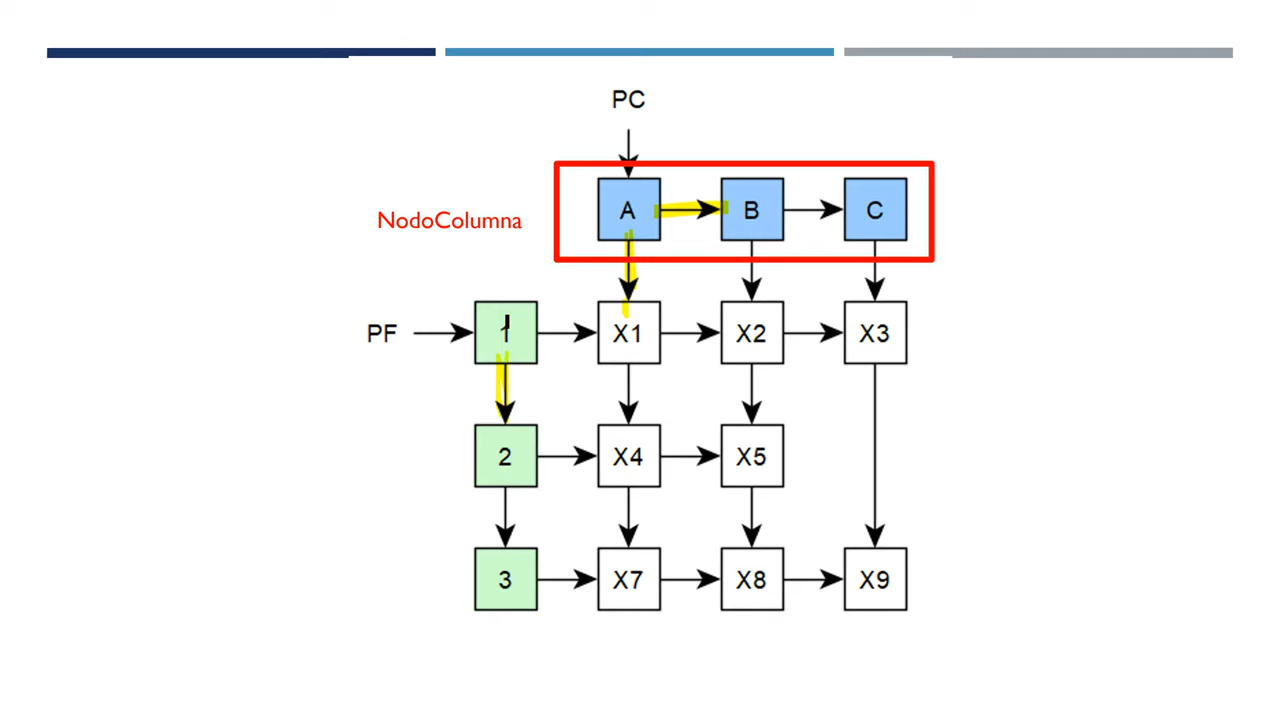 PC
NodoColumna
A B C
PF 1 X1 X2 X3
2 X4 X5
3 X7 X8 X9